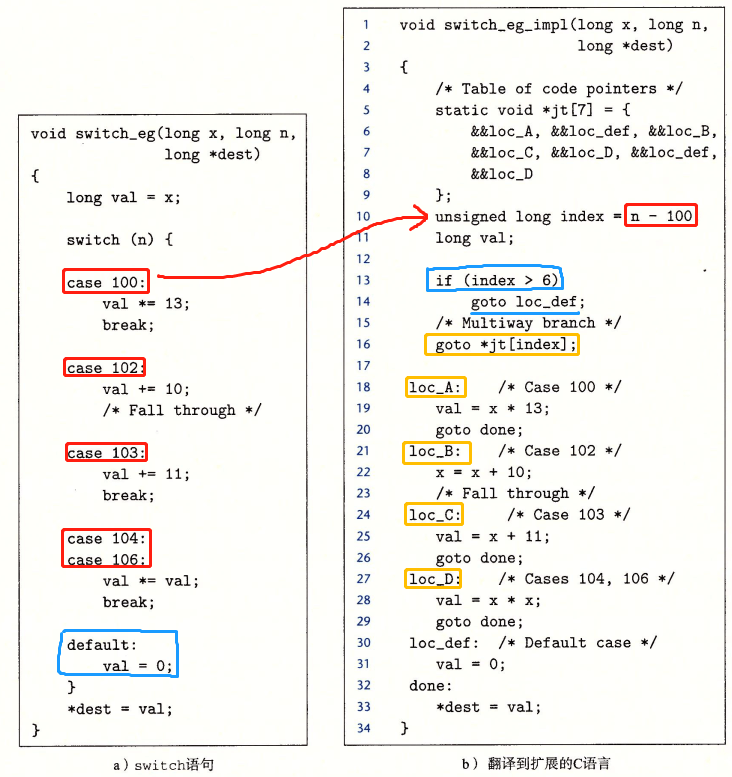 void switch_eg(long x, long n,
long *dest)
{
long val = x;
switch (n) {
case 100:
val *= 13;
break;
case 102:
val += 10;
/* Fall through */
case 103:
val += 11;
break;
case 104:
case 106:
val *= val;
break;
default:
val = 0;
}
*dest = val;
}
a) switch语句
1 void switch_eg_impl(long x, long n,
2 long *dest)
3 {
4 /* Table of code pointers */
5 static void *jt[7] = {
6 &&loc_A, &&loc_def, &&loc_B,
7 &&loc_C, &&loc_D, &&loc_def,
8 &&loc_D
9 };
10 unsigned long index = n - 100
11 long val;
12
13 if (index > 6)
14 goto loc_def;
15 /* Multiway branch */
16 goto *jt[index];
17
18 loc_A: /* Case 100 */
19 val = x * 13;
20 goto done;
21 loc_B: /* Case 102 */
22 x = x + 10;
23 /* Fall through */
24 loc_C: /* Case 103 */
25 val = x + 11;
26 goto done;
27 loc_D: /* Cases 104, 106 */
28 val = x * x;
29 goto done;
30 loc_def: /* Default case */
31 val = 0;
32 done:
33 *dest = val;
34 }
b) 翻译到扩展的C语言